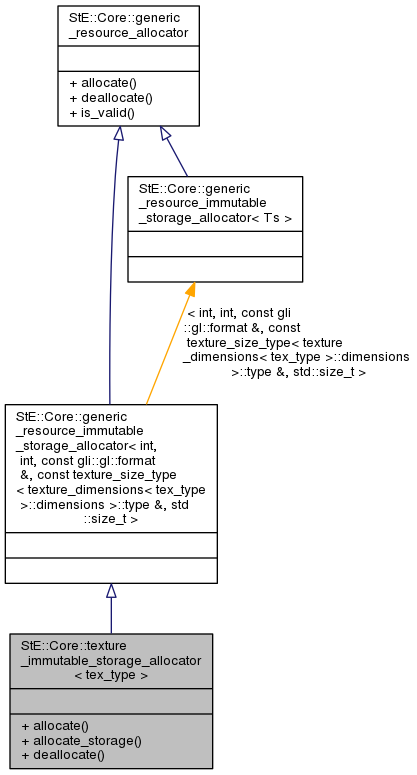 StE::Core::generic
_resource_allocator
+ allocate()
+ deallocate()
+ is_valid()
StE::Core::generic
_resource_immutable
_storage_allocator< Ts >
< int, int, const gli
::gl::format &, const
texture_size_type< texture
_dimensions< tex_type >::dimensions
>::type &, std::size_t >
StE::Core::generic
_resource_immutable
_storage_allocator< int,
int, const gli::gl::format
&, const texture_size_type
< texture_dimensions< tex_type
>::dimensions >::type &, std
::size_t >
StE::Core::texture
_immutable_storage_allocator
< tex_type >
+ allocate()
+ allocate_storage()
+ deallocate()